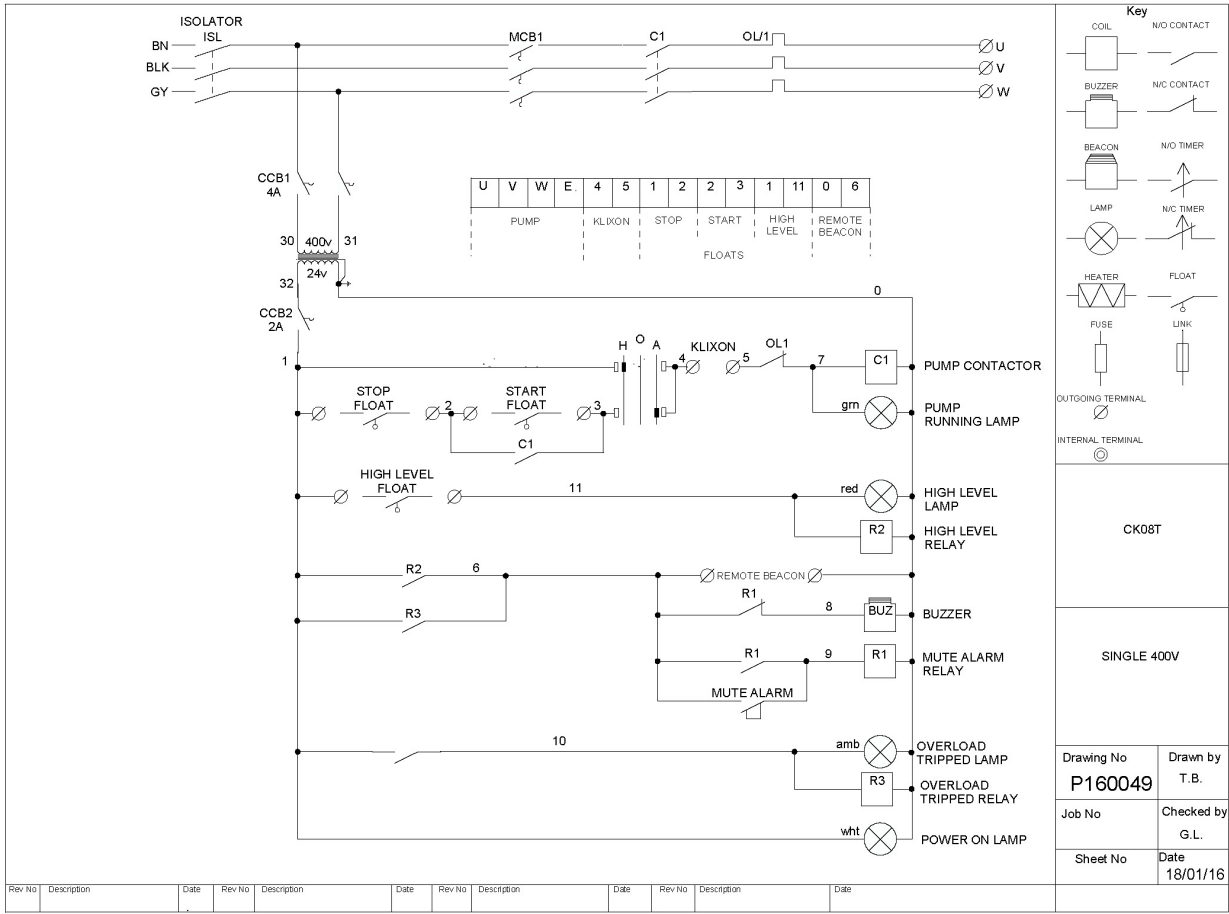 ISOLATOR
ISL
BN
BLK
GY
MCB1
C1
OL/1
U
V
W
CCB1
4A
30
400v
31
24v
32
CCB2
2A
U V W E. 4 5 1 2 2 3 1 11 0 6
PUMP
KLIXON
STOP
START
HIGH
LEVEL
REMOTE
BEACON
FLOATS
0
1
H O A
4
KLIXON
5
OL1
7
C1
PUMP CONTACTOR
STOP
FLOAT
2
START
FLOAT
3
C1
grn
PUMP
RUNNING LAMP
HIGH LEVEL
FLOAT
11
red
HIGH LEVEL
LAMP
R2
HIGH LEVEL
RELAY
R2
6
REMOTE BEACON
R3
R1
8
BUZ
BUZZER
R1
9
R1
MUTE ALARM
RELAY
MUTE ALARM
10
amb
OVERLOAD
TRIPPED LAMP
R3
OVERLOAD
TRIPPED RELAY
wht
POWER ON LAMP
Key
COIL
N/O CONTACT
BUZZER
N/C CONTACT
BEACON
N/O TIMER
LAMP
N/C TIMER
HEATER
FLOAT
FUSE
LINK
OUTGOING TERMINAL
INTERNAL TERMINAL
CK08T
SINGLE 400V
Drawing No
P160049
Drawn by
T.B.
Job No
Checked by
G.L.
Sheet No
Date
18/01/16
Rev No Description Date Rev No Description Date Rev No Description Date Rev No Description Date